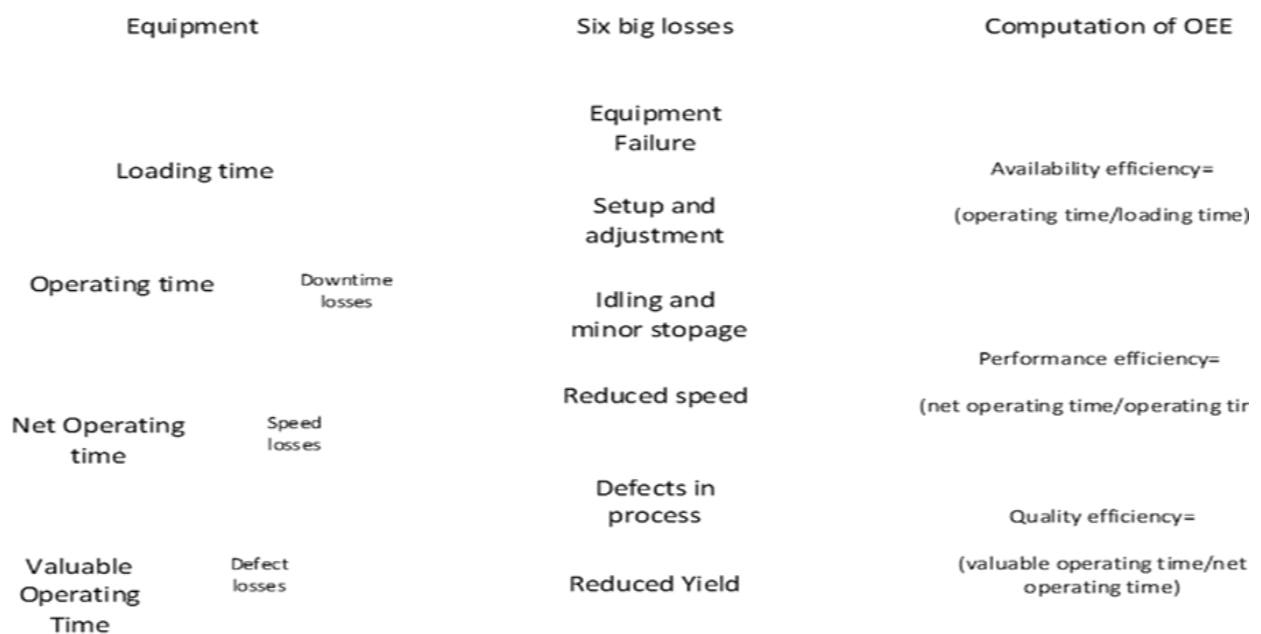 Equipment
Six big losses
Computation of OEE
Equipment
Failure
Loading time
Availability efficiency=
Setup and
adjustment
(operating time/loading time)
Operating time
Downtime
losses
Idling and
minor stopage
Performance efficiency=
Reduced speed
(net operating time/operating tir
Net Operating
time
Speed
losses
Defects in
process
Quality efficiency=
Valuable
Operating
Time
Defect
losses
Reduced Yield
(valuable operating time/net
operating time)